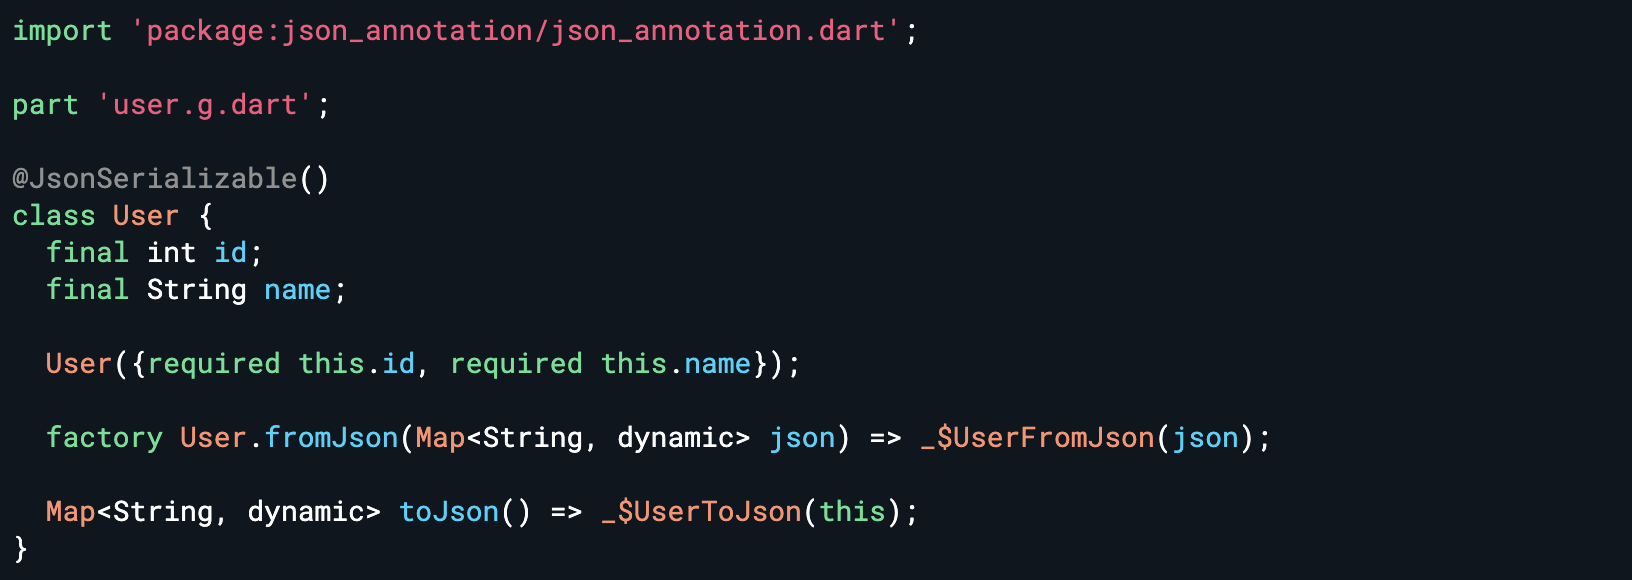 import 'package:json_annotation/json_annotation.dart';
part 'user.g.dart';
@JsonSerializable()
class User {
  final int id;
  final String name;
  User({required this.id, required this.name});
  factory User.fromJson(Map<String, dynamic> json) => _$UserFromJson(json);
  Map<String, dynamic> toJson() => _$UserToJson(this);
}